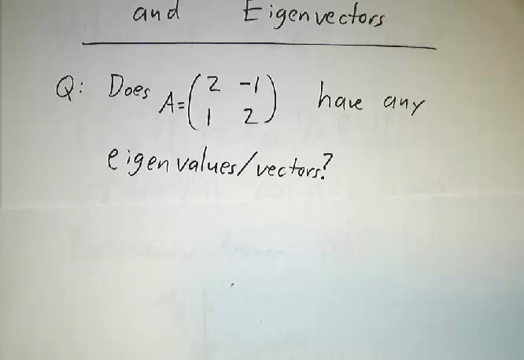 and Eigenvectors
Q: Does A=(2 -1
1 2) have any
eigenvalues/vectors?